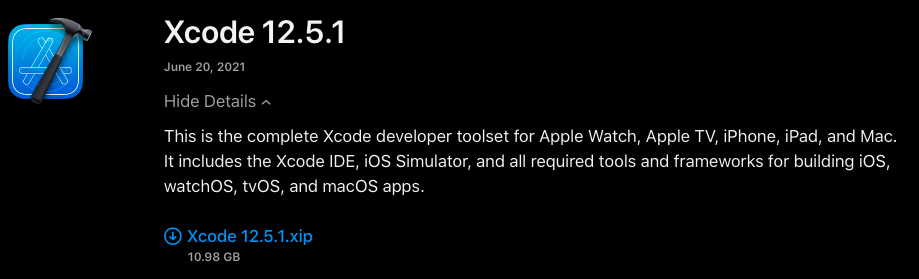 Xcode 12.5.1
June 20, 2021
Hide Details
This is the complete Xcode developer toolset for Apple Watch, Apple TV, iPhone, iPad, and Mac.
It includes the Xcode IDE, iOS Simulator, and all required tools and frameworks for building iOS,
watchOS, tvOS, and macOS apps.
Xcode 12.5.1.xip
10.98 GB